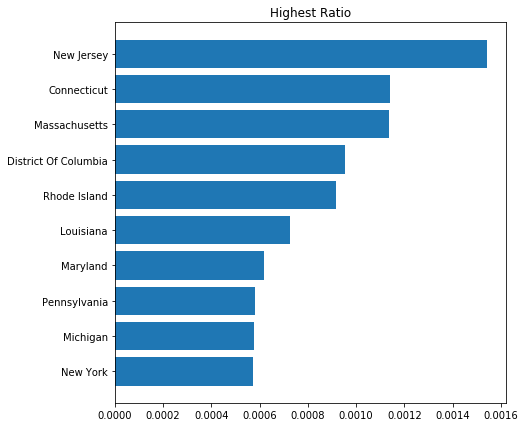 Highest Ratio
New Jersey
Connecticut
Massachusetts
District Of Columbia
Rhode Island
Louisiana
Maryland
Pennsylvania
Michigan
New York
0.0000 0.0002 0.0004 0.0006 0.0008 0.0010 0.0012 0.0014 0.0016